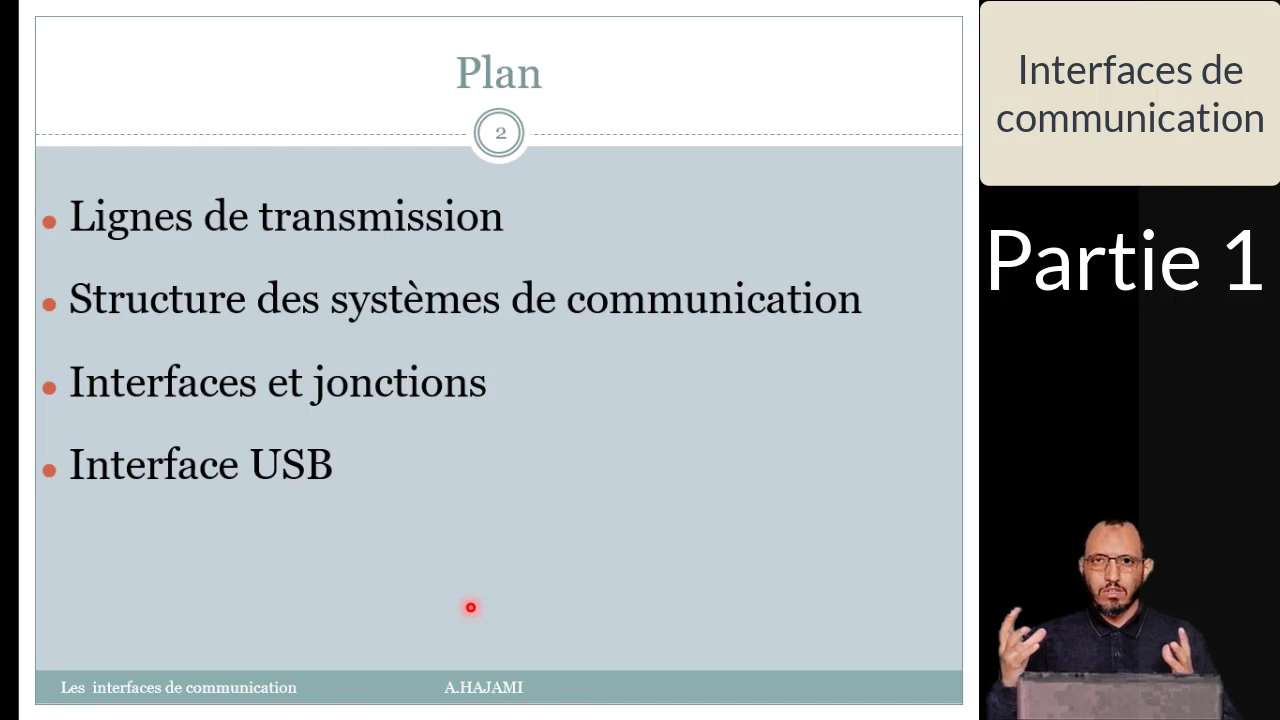 Plan
2
Lignes de transmission
Structure des systèmes de communication
Interfaces et jonctions
Interface USB
Les interfaces de communication
A.HAJAMI
Interfaces de
communication
Partie 1